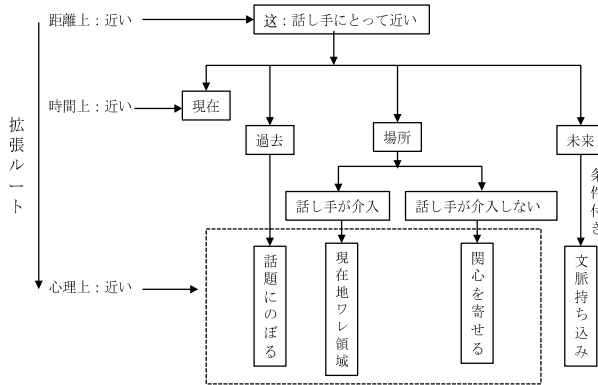 距離上：近い
这：話し手にとって近い
時間上：近い
現在
過去
場所
未来
拡張ルート
条件付き
話し手が介入
話し手が介入しない
心理上：近い
話題にのぼる
現在地ワレ領域
関心を寄せる
文脈持ち込み